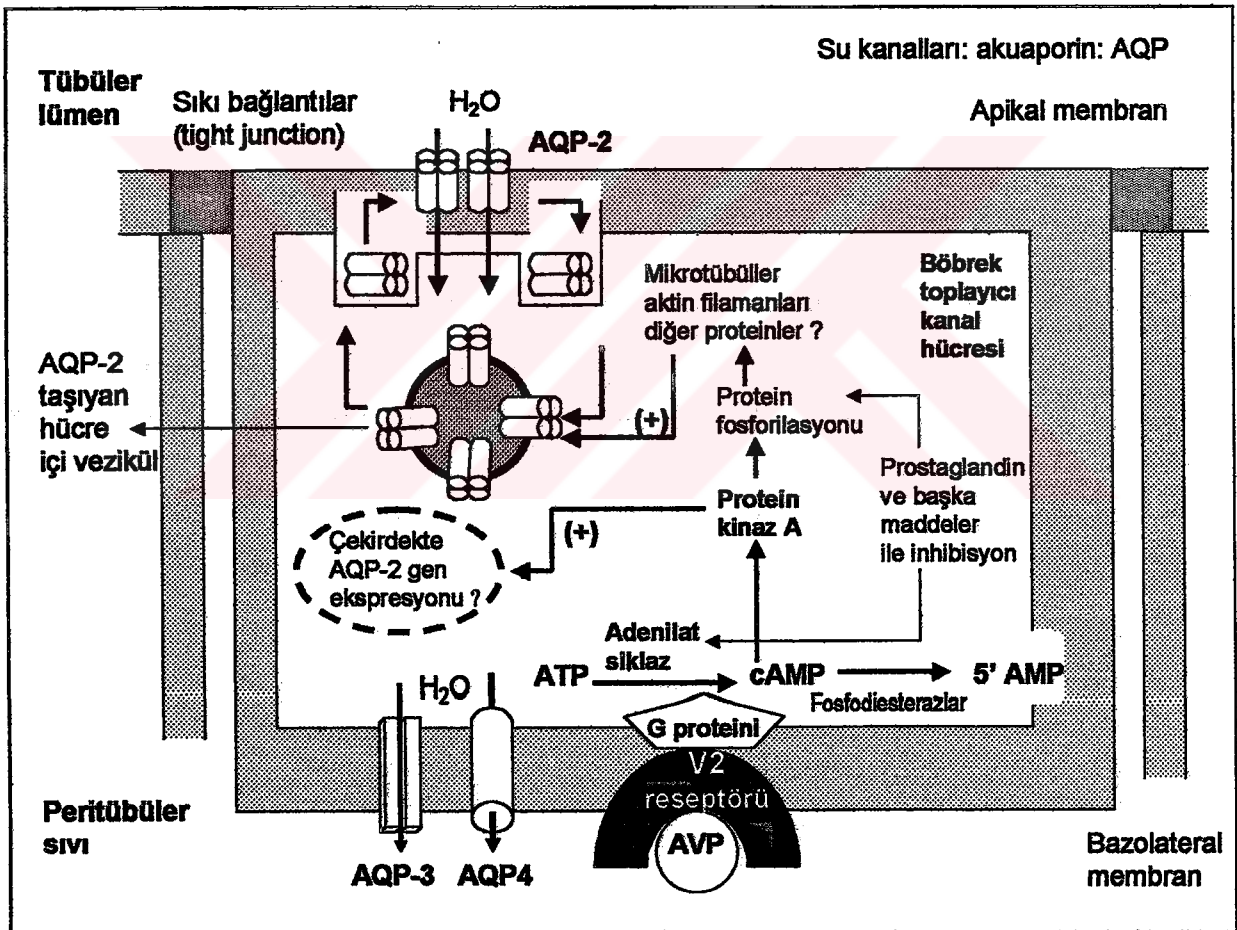 Su kanalları: akuaporin: AQP
Tübüler
lümen
Sıkı bağlantılar
(tight junction)
H₂O
AQP-2
Apikal membran
Mikrotübüller
aktin filamanları
diğer proteinler ?
Böbrek
toplayıcı
kanal
hücresi
AQP-2
taşıyan
hücre
içi vezikül
(+)
Protein
fosforilasyonu
Prostaglandin
ve başka
maddeler
ile inhibisyon
Protein
kinaz A
(+)
Çekirdekte
AQP-2 gen
ekspresyonu ?
Adenilat
siklaz
H₂O
ATP
cAMP
5' AMP
Fosfodiesterazlar
G proteini
V2
reseptörü
AVP
Peritübüler
sıvı
AQP-3
AQP4
Bazolateral
membran